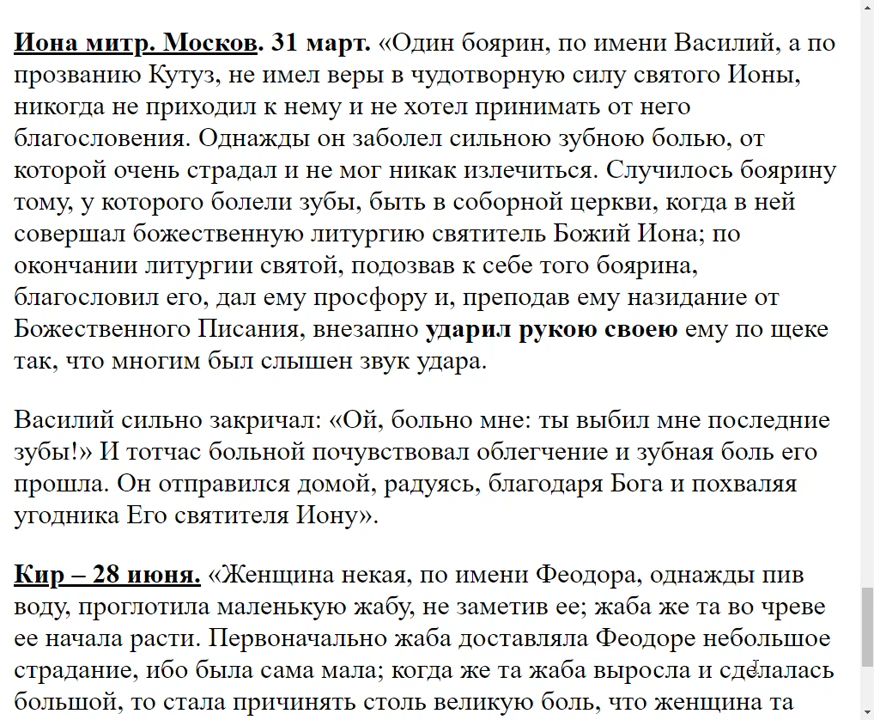 Иона митр. Москов. 31 март. «Один боярин, по имени Василий, а по
прозванию Кутуз, не имел веры в чудотворную силу святого Ионы,
никогда не приходил к нему и не хотел принимать от него
благословения. Однажды он заболел сильною зубною болью, от
которой очень страдал и не мог никак излечиться. Случилось боярину
тому, у которого болели зубы, быть в соборной церкви, когда в ней
совершал божественную литургию святитель Божий Иона; по
окончании литургии святой, подозвав к себе того боярина,
благословил его, дал ему просфору и, преподав ему назидание от
Божественного Писания, внезапно ударил рукою своею ему по щеке
так, что многим был слышен звук удара.
Василий сильно закричал: «Ой, больно мне: ты выбил мне последние
зубы!» И тотчас больной почувствовал облегчение и зубная боль его
прошла. Он отправился домой, радуясь, благодаря Бога и похваляя
угодника Его святителя Иону».
Кир – 28 июня. «Женщина некая, по имени Феодора, однажды пив
воду, проглотила маленькую жабу, не заметив ее; жаба же та во чреве
ее начала расти. Первоначально жаба доставляла Феодоре небольшое
страдание, ибо была сама мала; когда же та жаба выросла и сделалась
большой, то стала причинять столь великую боль, что женщина та